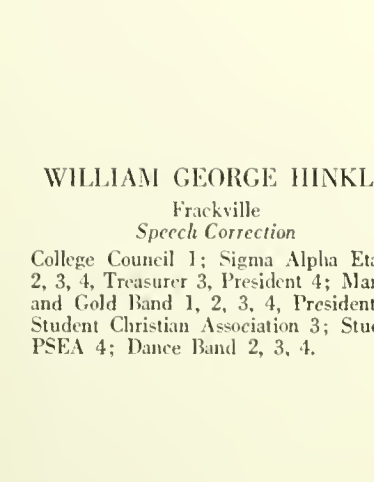 WILLIAM GEORGE HINKL
Frackville
Speech Correction
College Council 1; Sigma Alpha Eta
2, 3, 4, Treasurer 3, President 4; Mar
and Gold Band 1, 2, 3, 4, President
Student Christian Association 3; Stu
PSEA 4; Dance Band 2, 3, 4.